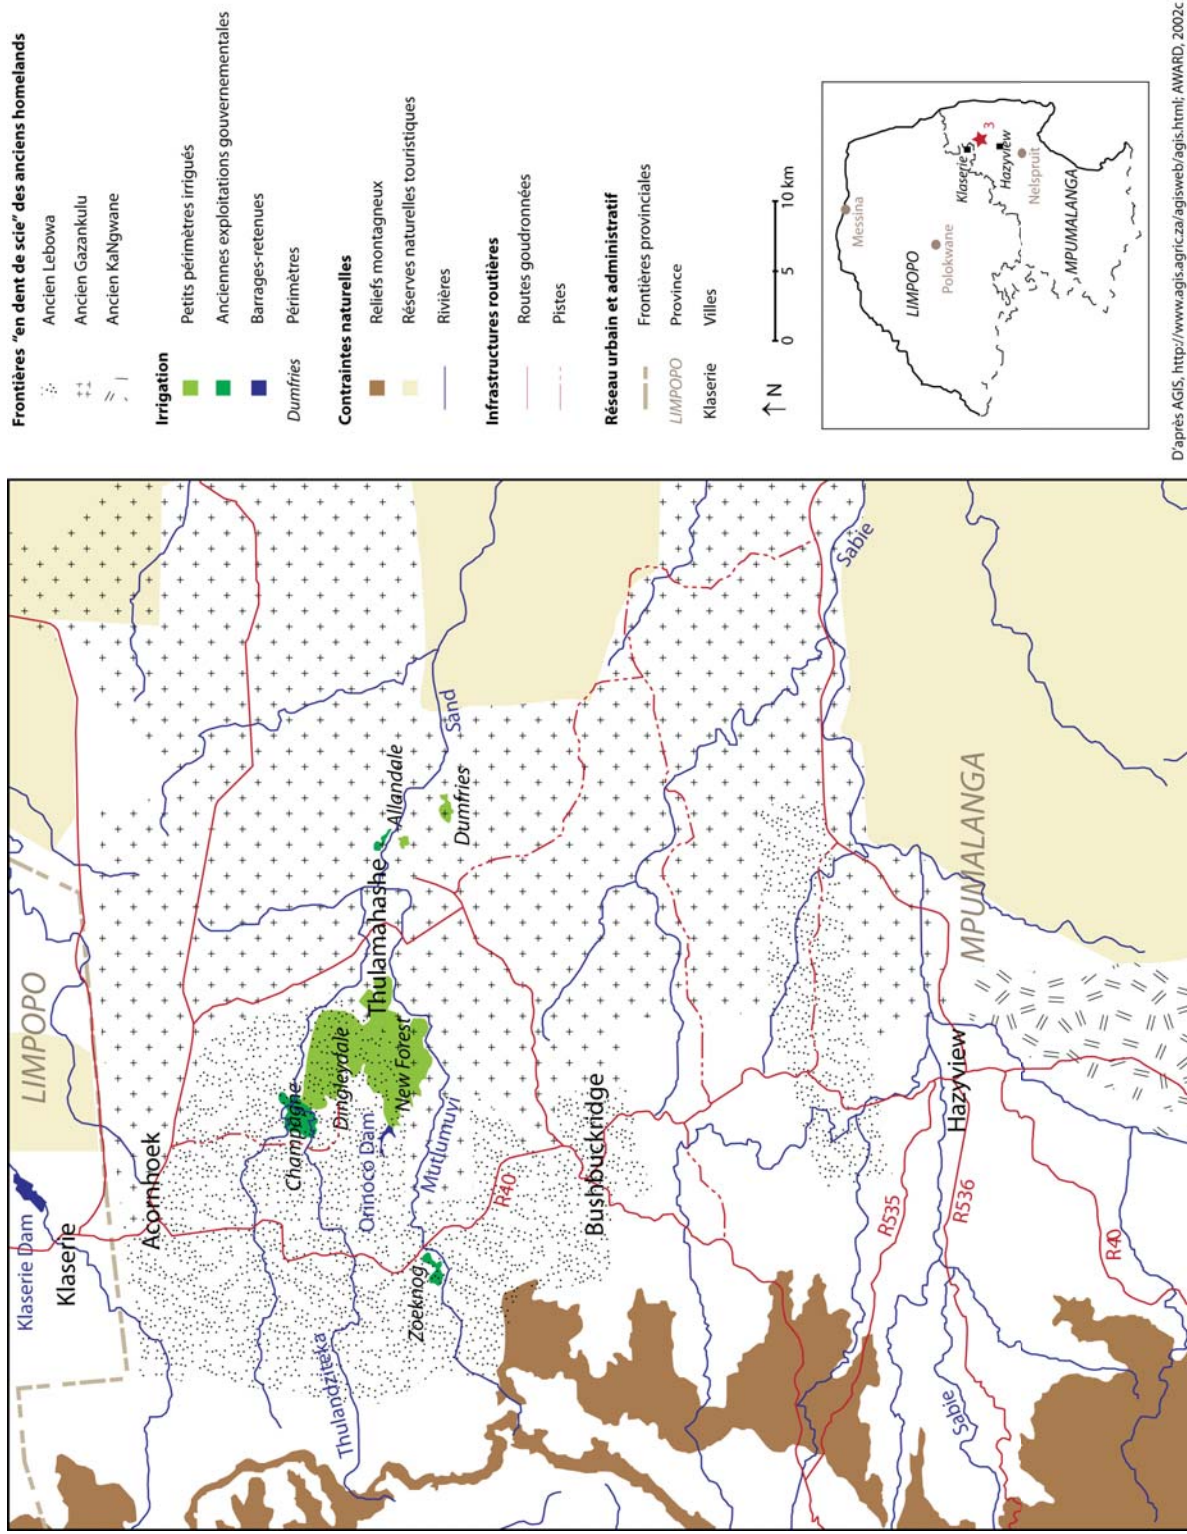 LIMPOPO
Klaserie Dam
Klaserie
Acornhoek
Champagne
Dingleydale
Thulamahashe
Allandale
Sand
Dumfries
New Forest
Orinoco Dam
Mutlumuvi
Thulandziteka
Zoeknog
R40
Bushbuckridge
Sabie
MPUMALANGA
Hazyview
R535
R536
R40
Sabie
Frontières "en dent de scie" des anciens homelands
Ancien Lebowa
Ancien Gazankulu
Ancien KaNgwane
Irrigation
Petits périmètres irrigués
Anciennes exploitations gouvernementales
Barrages-retenues
Dumfries
Périmètres
Contraintes naturelles
Reliefs montagneux
Réserves naturelles touristiques
Rivières
Infrastructures routières
Routes goudronnées
Pistes
Réseau urbain et administratif
Frontières provinciales
LIMPOPO
Province
Klaserie
Villes
N
0 5 10 km
Messina
LIMPOPO
Polokwane
Klaserie
3
Hazyview
Nelspruit
MPUMALANGA
D'après AGIS, http://www.agis.agric.za/agisweb/agis.html; AWARD, 2002c